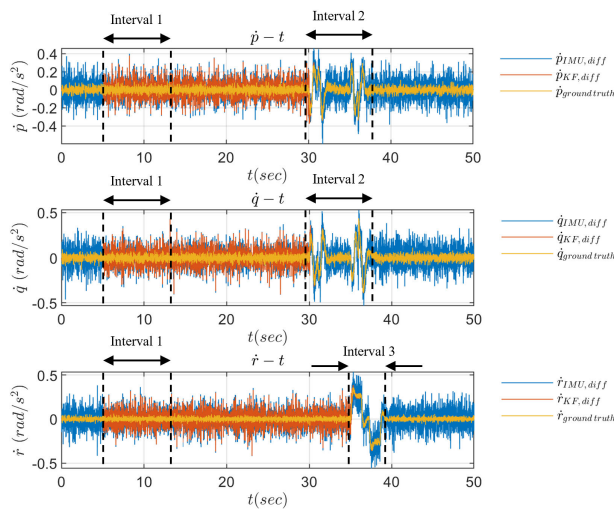 Interval 1 Interval 2
ṗ − t
0.4
0.2
0
-0.2
-0.4
ṗ (rad/s²)
0 10 20 30 40 50
t(sec)
ṗIMU,diff
ṗKF,diff
ṗground truth
Interval 1 Interval 2
q̇ − t
0.5
0
-0.5
q̇ (rad/s²)
0 10 20 30 40 50
t(sec)
q̇IMU,diff
q̇KF,diff
q̇ground truth
Interval 1 Interval 3
ṙ − t
0.5
0
-0.5
ṙ (rad/s²)
0 10 20 30 40 50
t(sec)
ṙIMU,diff
ṙKF,diff
ṙground truth